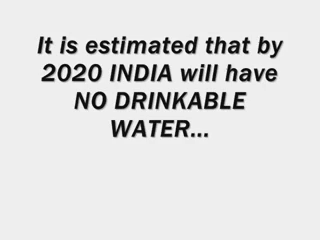 It is estimated that by
2020 INDIA will have
NO DRINKABLE
WATER...